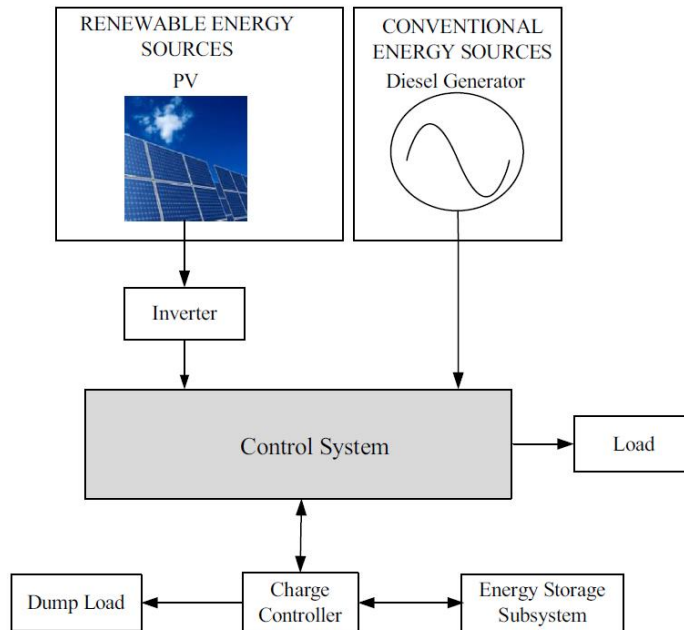 RENEWABLE ENERGY
SOURCES
PV
CONVENTIONAL
ENERGY SOURCES
Diesel Generator
Inverter
Control System
Load
Dump Load
Charge
Controller
Energy Storage
Subsystem